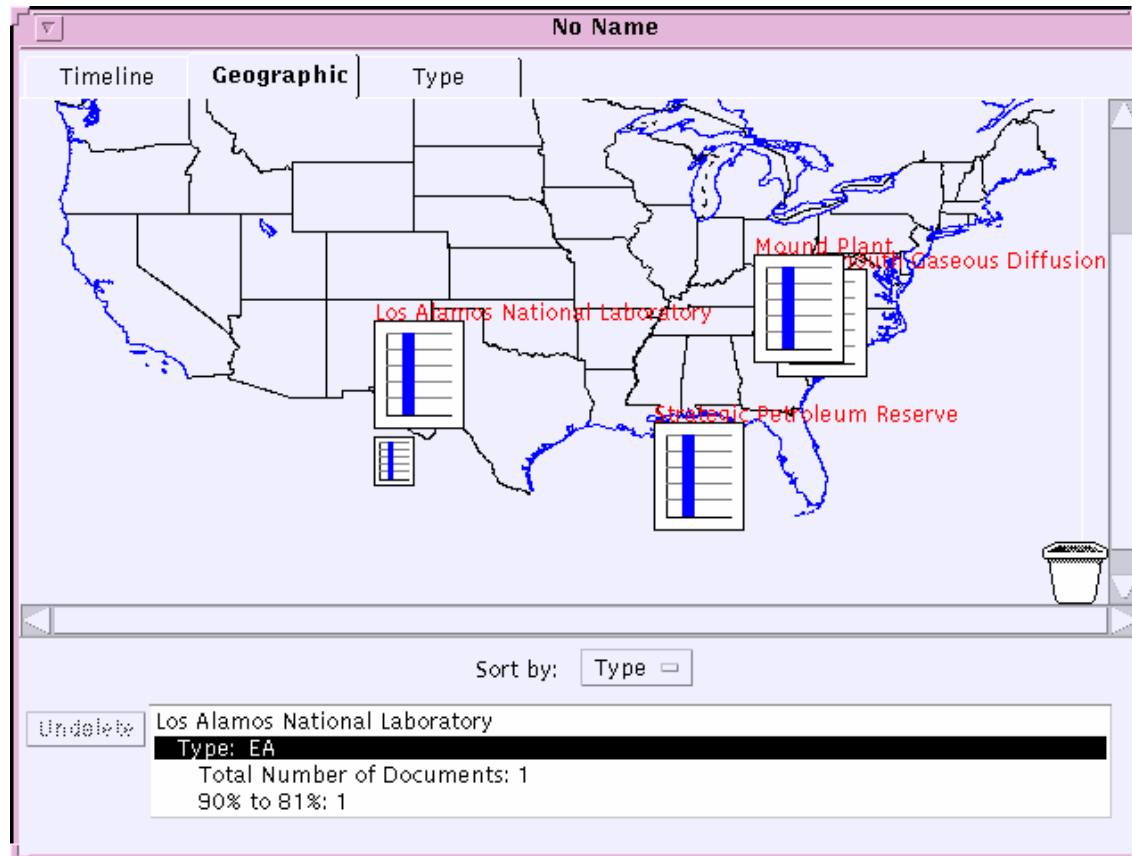 No Name
Timeline
Geographic
Type
Mound Plant
Gaseous Diffusion
Los Alamos National Laboratory
Strategic Petroleum Reserve
Sort by:
Type
Undelete
Los Alamos National Laboratory
Type: EA
Total Number of Documents: 1
90% to 81%: 1